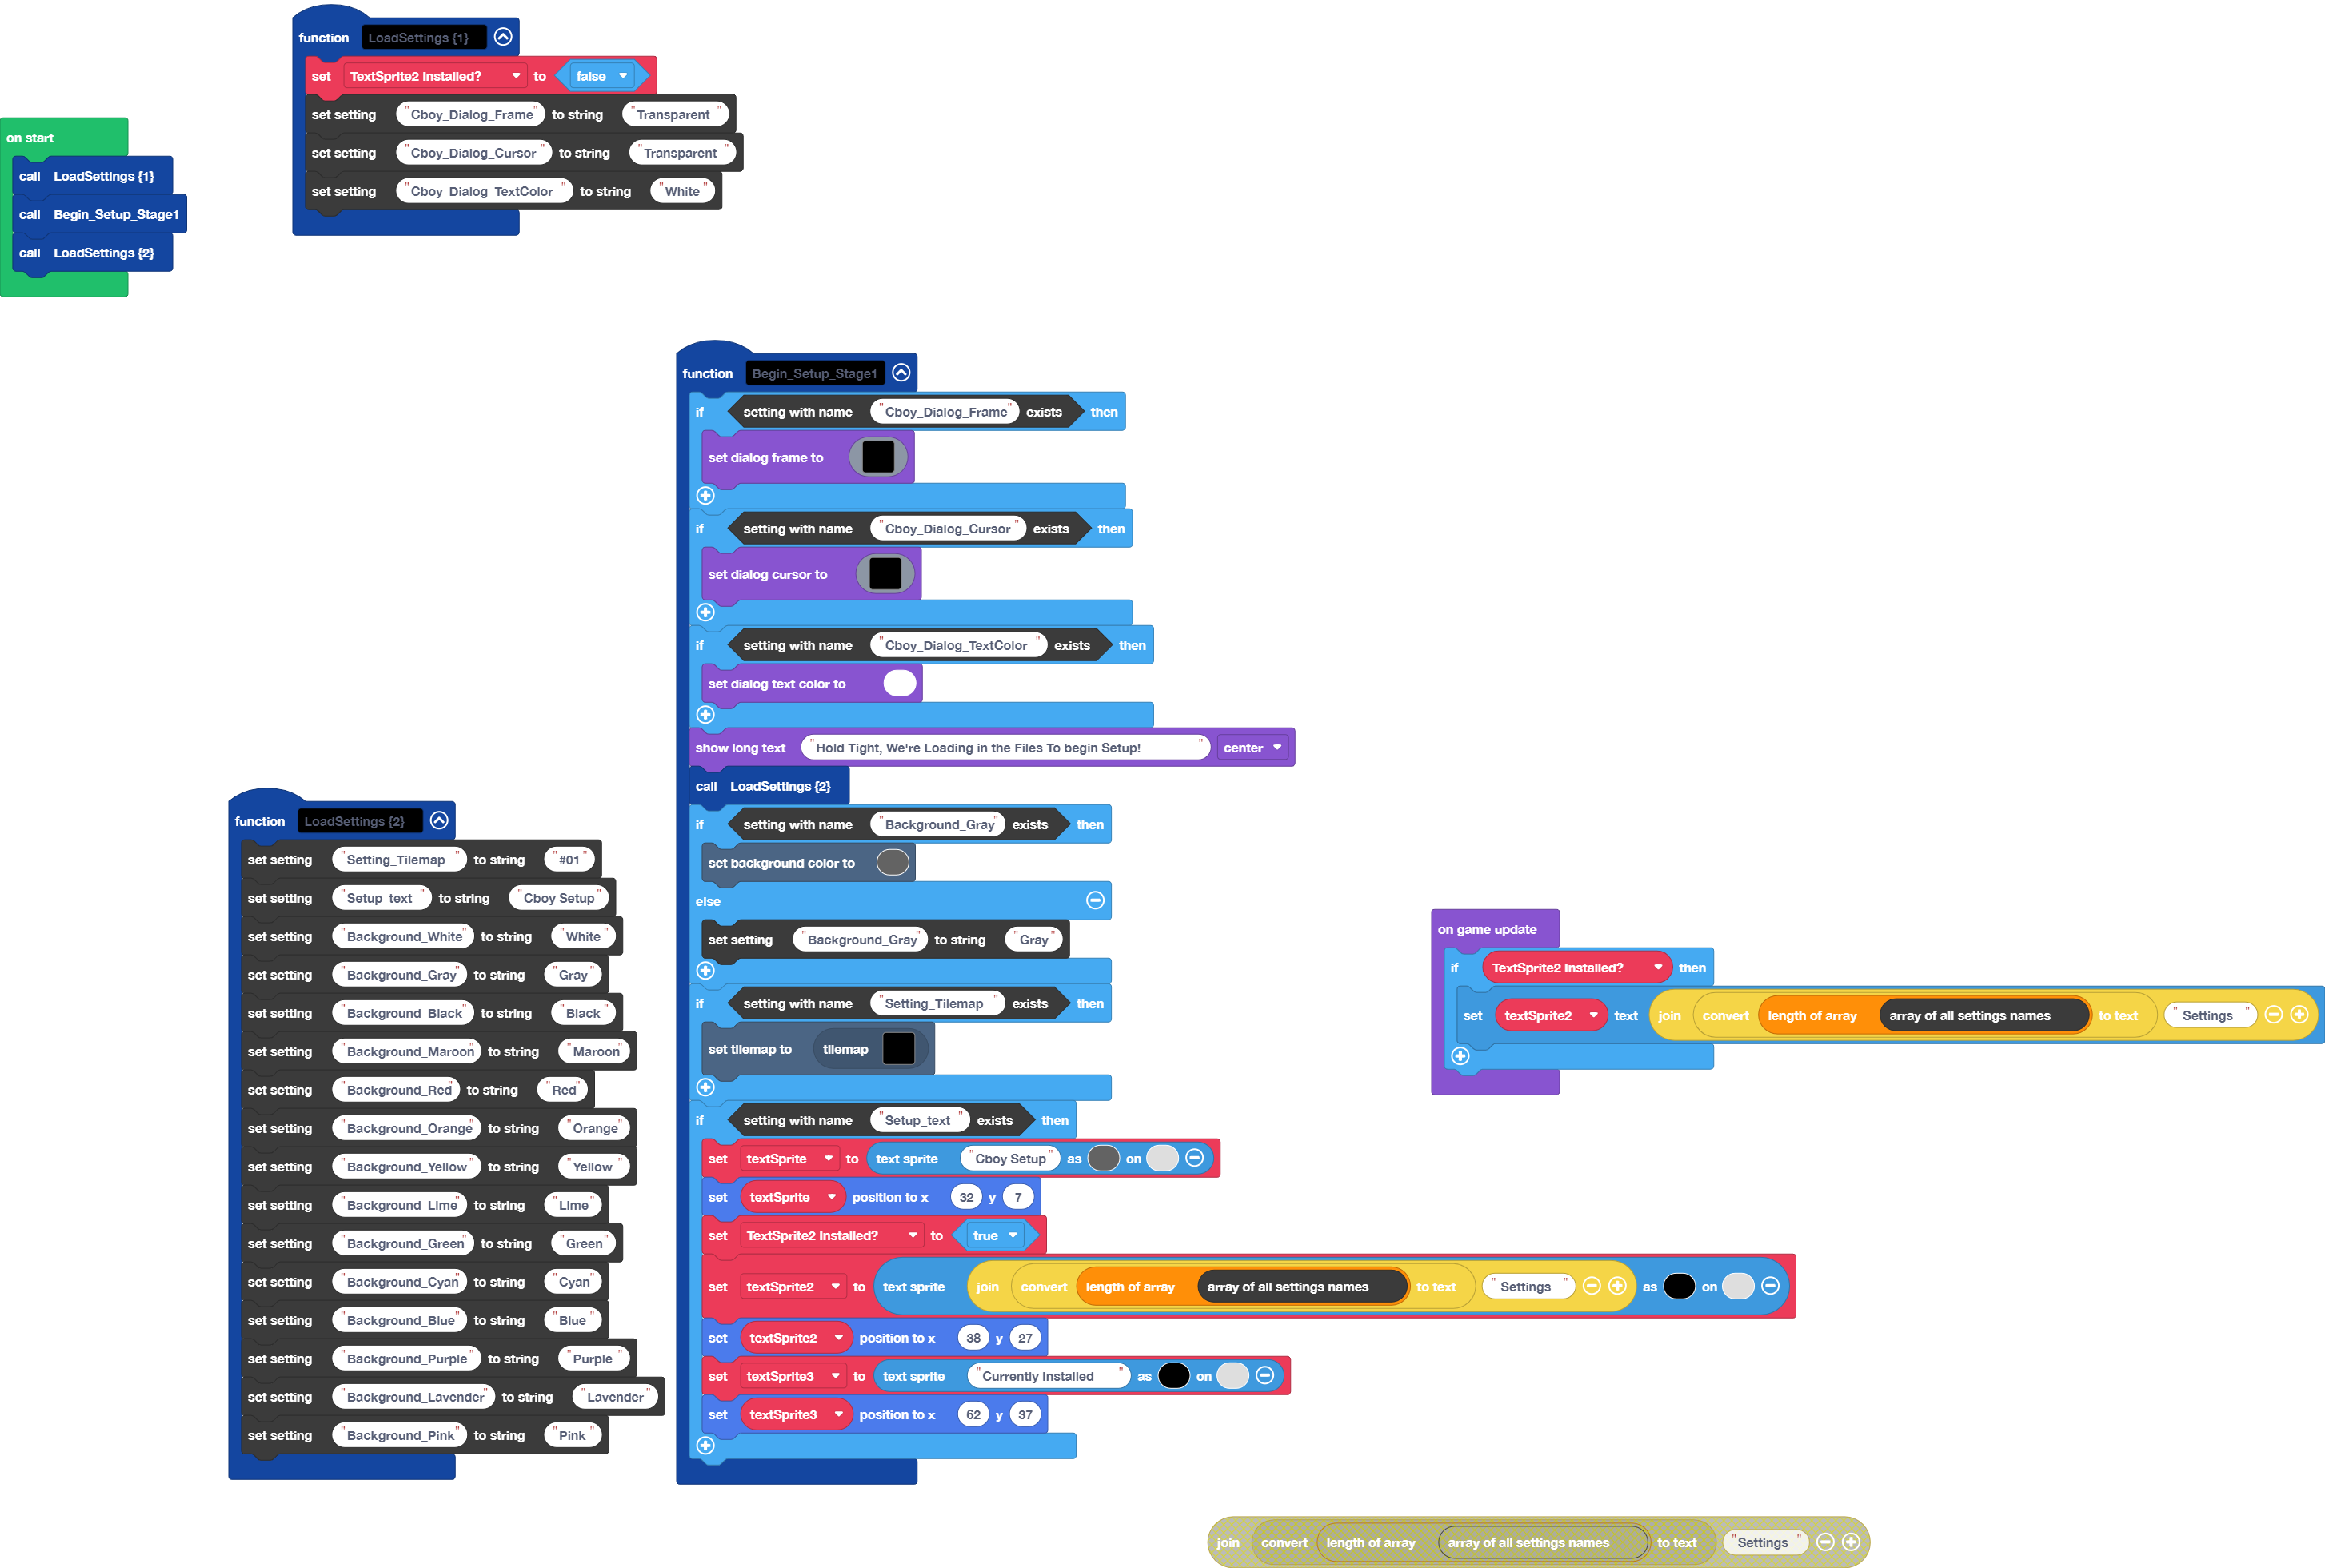 function LoadSettings {1}
set TextSprite2 Installed? to false
set setting "Cboy_Dialog_Frame" to string "Transparent"
set setting "Cboy_Dialog_Cursor" to string "Transparent"
set setting "Cboy_Dialog_TextColor" to string "White"
on start
call LoadSettings {1}
call Begin_Setup_Stage1
call LoadSettings {2}
function Begin_Setup_Stage1
if setting with name "Cboy_Dialog_Frame" exists then
set dialog frame to
if setting with name "Cboy_Dialog_Cursor" exists then
set dialog cursor to
if setting with name "Cboy_Dialog_TextColor" exists then
set dialog text color to
show long text "Hold Tight, We're Loading in the Files To begin Setup!" center
call LoadSettings {2}
if setting with name "Background_Gray" exists then
set background color to
else
set setting "Background_Gray" to string "Gray"
if setting with name "Setting_Tilemap" exists then
set tilemap to tilemap
if setting with name "Setup_text" exists then
set textSprite to text sprite "Cboy Setup" as on
set textSprite position to x 32 y 7
set TextSprite2 Installed? to true
set textSprite2 to text sprite join convert length of array array of all settings names to text " Settings" as on
set textSprite2 position to x 38 y 27
set textSprite3 to text sprite "Currently Installed" as on
set textSprite3 position to x 62 y 37
function LoadSettings {2}
set setting "Setting_Tilemap" to string "#01"
set setting "Setup_text" to string "Cboy Setup"
set setting "Background_White" to string "White"
set setting "Background_Gray" to string "Gray"
set setting "Background_Black" to string "Black"
set setting "Background_Maroon" to string "Maroon"
set setting "Background_Red" to string "Red"
set setting "Background_Orange" to string "Orange"
set setting "Background_Yellow" to string "Yellow"
set setting "Background_Lime" to string "Lime"
set setting "Background_Green" to string "Green"
set setting "Background_Cyan" to string "Cyan"
set setting "Background_Blue" to string "Blue"
set setting "Background_Purple" to string "Purple"
set setting "Background_Lavender" to string "Lavender"
set setting "Background_Pink" to string "Pink"
on game update
if TextSprite2 Installed? then
set textSprite2 text join convert length of array array of all settings names to text " Settings"
join convert length of array array of all settings names to text "Settings"